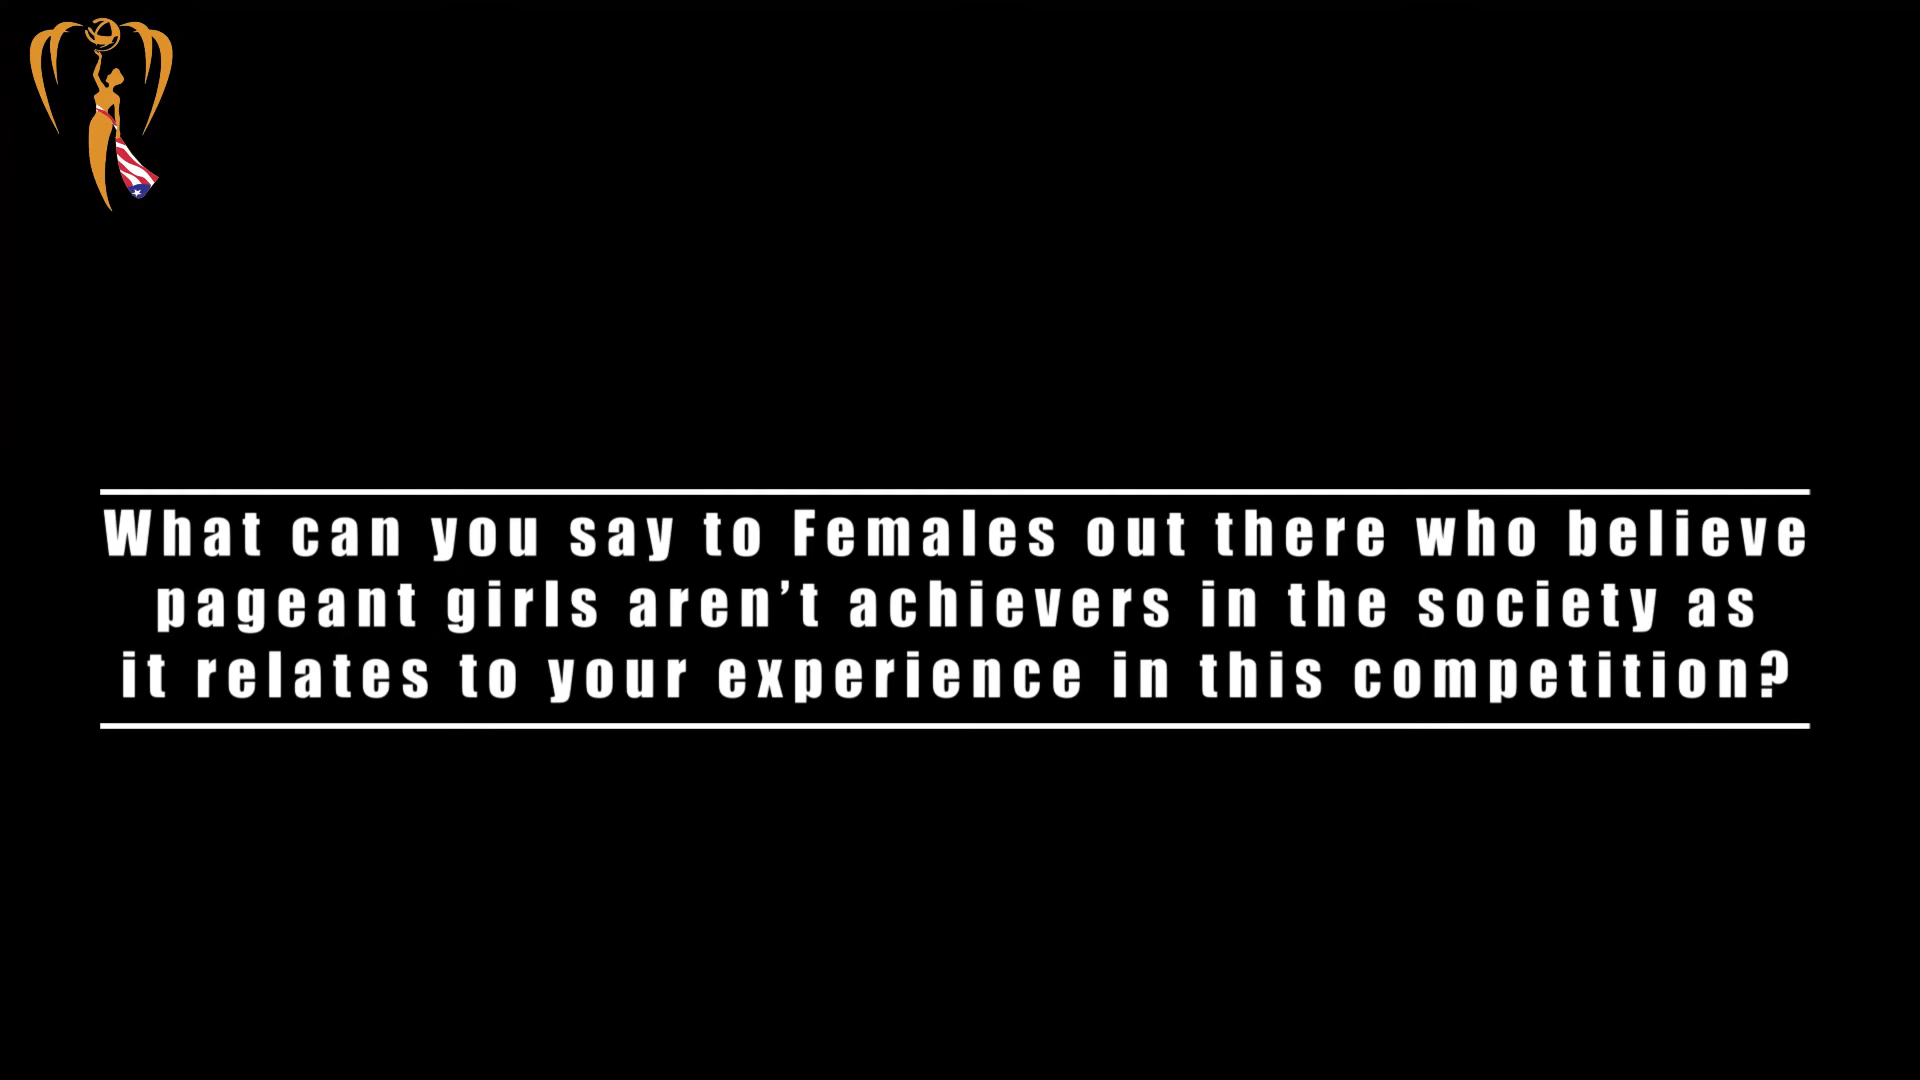 What can you say to Females out there who believe
pageant girls aren’t achievers in the society as
it relates to your experience in this competition?